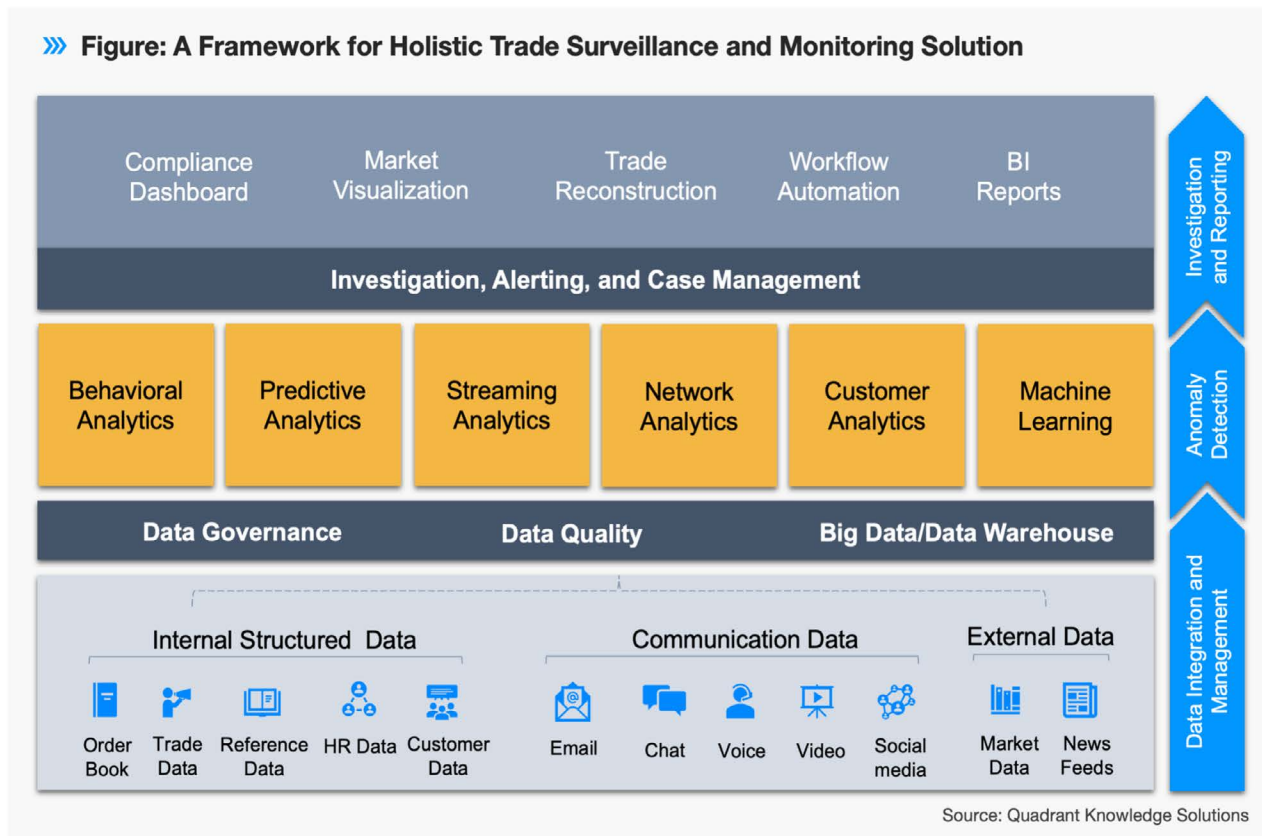 Figure: A Framework for Holistic Trade Surveillance and Monitoring Solution
Compliance
Dashboard
Market
Visualization
Trade
Reconstruction
Workflow
Automation
BI
Reports
Investigation, Alerting, and Case Management
Investigation
and Reporting
Behavioral
Analytics
Predictive
Analytics
Streaming
Analytics
Network
Analytics
Customer
Analytics
Machine
Learning
Anomaly
Detection
Data Governance
Data Quality
Big Data/Data Warehouse
Internal Structured Data
Order
Book
Trade
Data
Reference
Data
HR Data
Customer
Data
Communication Data
Email
Chat
Voice
Video
Social
media
External Data
Market
Data
News
Feeds
Data Integration and
Management
Source: Quadrant Knowledge Solutions